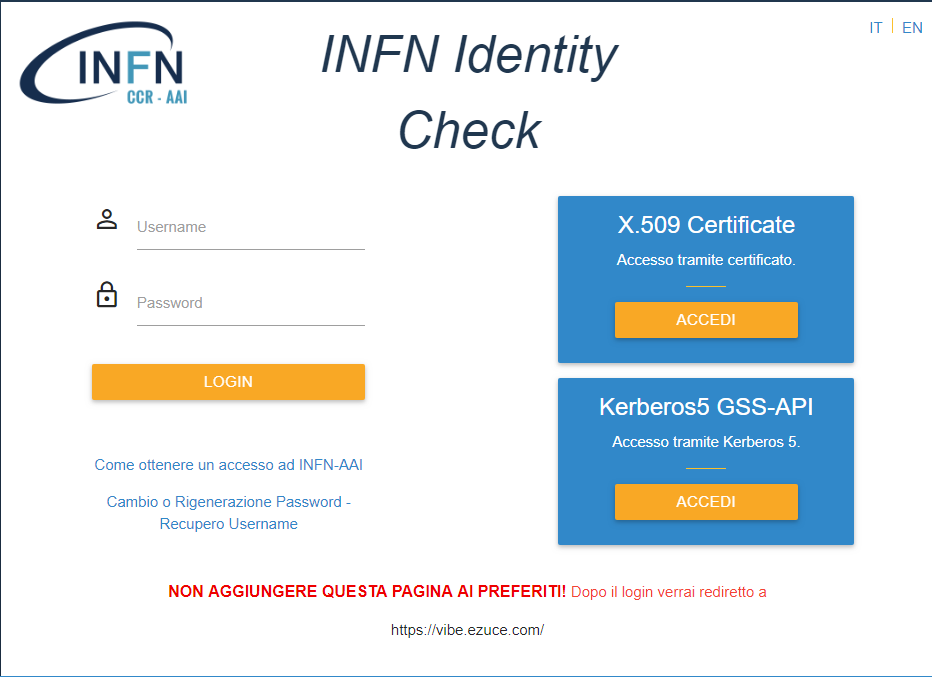 INFN
CCR - AAI
INFN Identity
Check
IT | EN
Username
Password
LOGIN
Come ottenere un accesso ad INFN-AAI
Cambio o Rigenerazione Password -
Recupero Username
X.509 Certificate
Accesso tramite certificato.
ACCEDI
Kerberos5 GSS-API
Accesso tramite Kerberos 5.
ACCEDI
NON AGGIUNGERE QUESTA PAGINA AI PREFERITI! Dopo il login verrai rediretto a
https://vibe.ezuce.com/